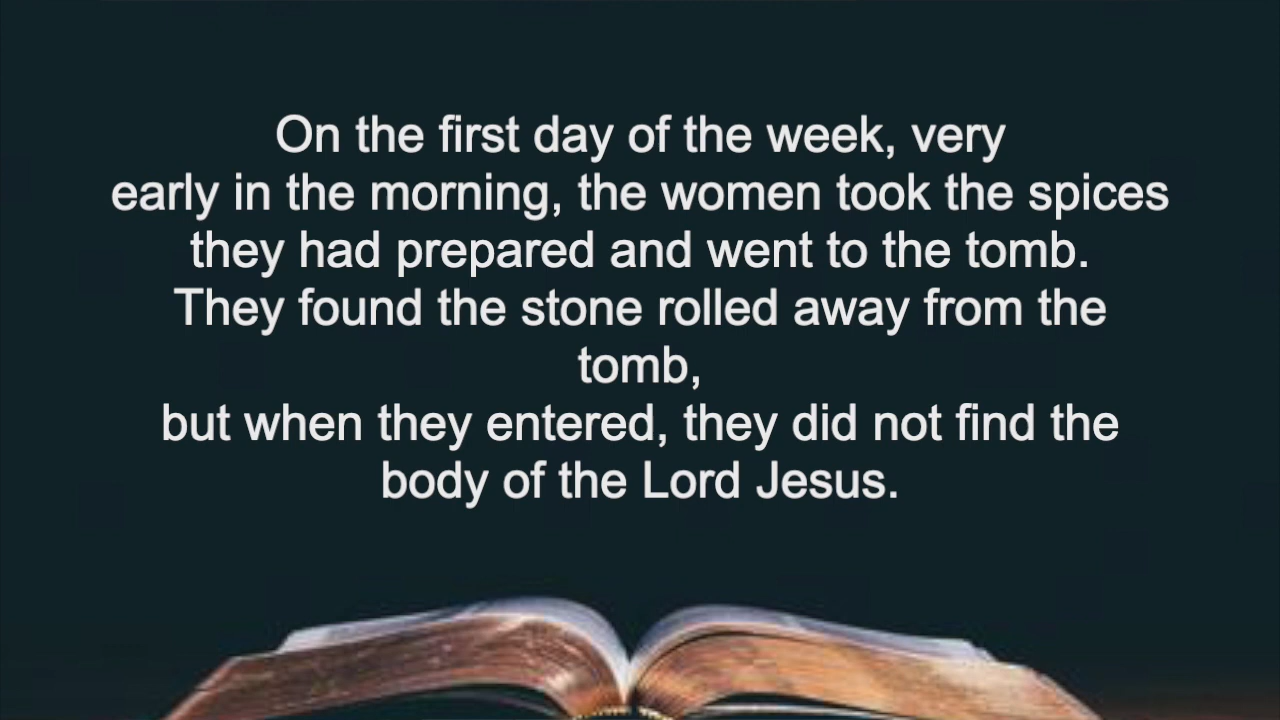 On the first day of the week, very
early in the morning, the women took the spices
they had prepared and went to the tomb.
They found the stone rolled away from the
tomb,
but when they entered, they did not find the
body of the Lord Jesus.